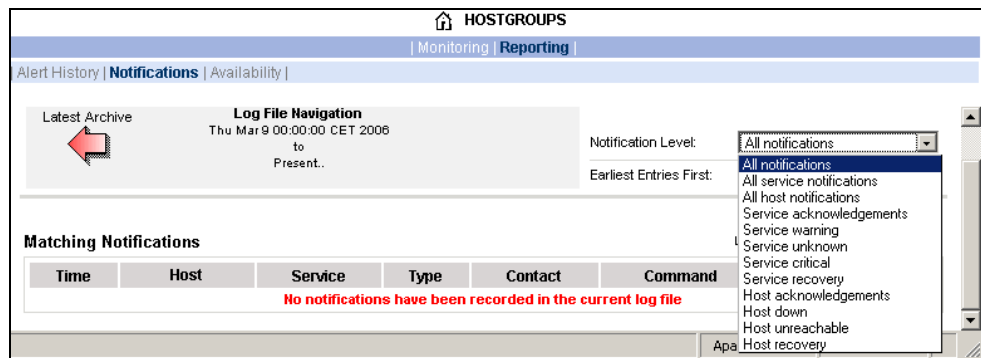 HOSTGROUPS
| Monitoring | Reporting |
| Alert History | Notifications | Availability |
Latest Archive
Log File Navigation
Thu Mar 9 00:00:00 CET 2006
to
Present..
Notification Level:
All notifications
Earliest Entries First:
All notifications
All service notifications
All host notifications
Service acknowledgements
Service warning
Service unknown
Service critical
Service recovery
Host acknowledgements
Host down
Host unreachable
Host recovery
Matching Notifications
Time Host Service Type Contact Command
No notifications have been recorded in the current log file